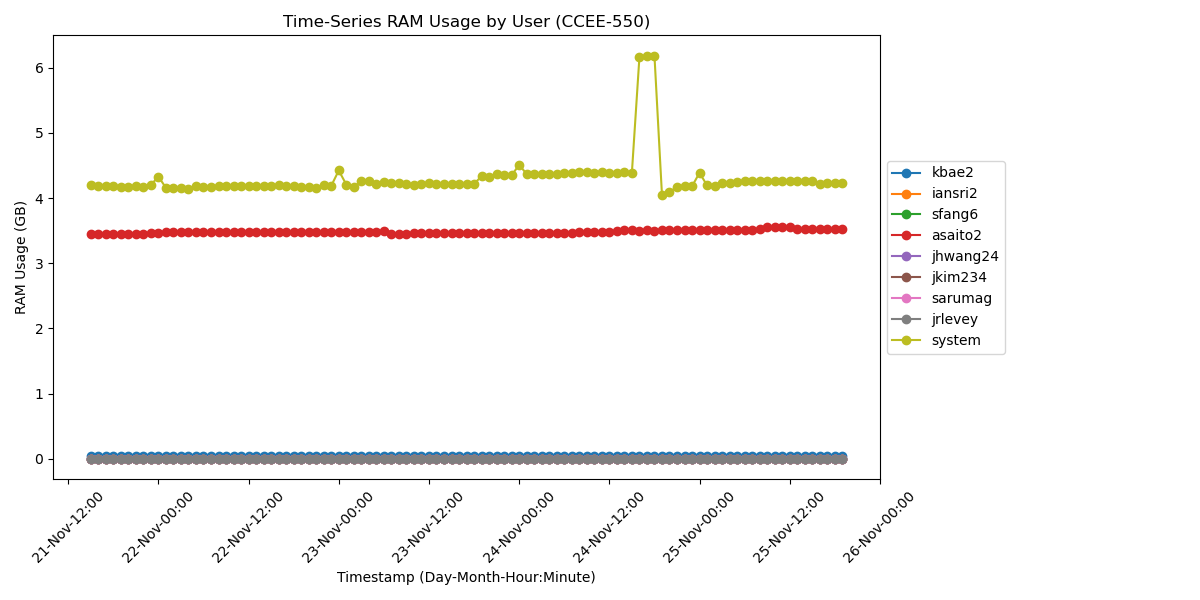 Time-Series RAM Usage by User (CCEE-550)
RAM Usage (GB)
6
5
4
3
2
1
0
21-Nov-12:00
22-Nov-00:00
22-Nov-12:00
23-Nov-00:00
23-Nov-12:00
24-Nov-00:00
24-Nov-12:00
25-Nov-00:00
25-Nov-12:00
26-Nov-00:00
Timestamp (Day-Month-Hour:Minute)
kbae2
iansri2
sfang6
asaito2
jhwang24
jkim234
sarumag
jrlevey
system